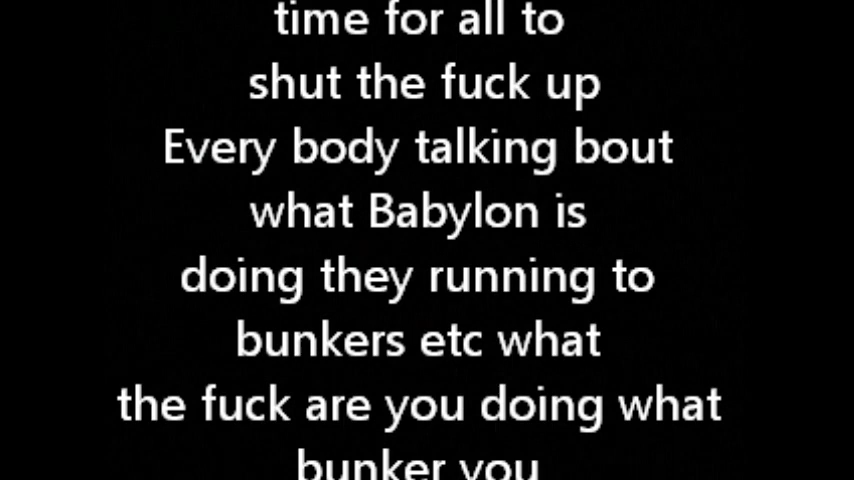 time for all to
shut the fuck up
Every body talking bout
what Babylon is
doing they running to
bunkers etc what
the fuck are you doing what
bunker you